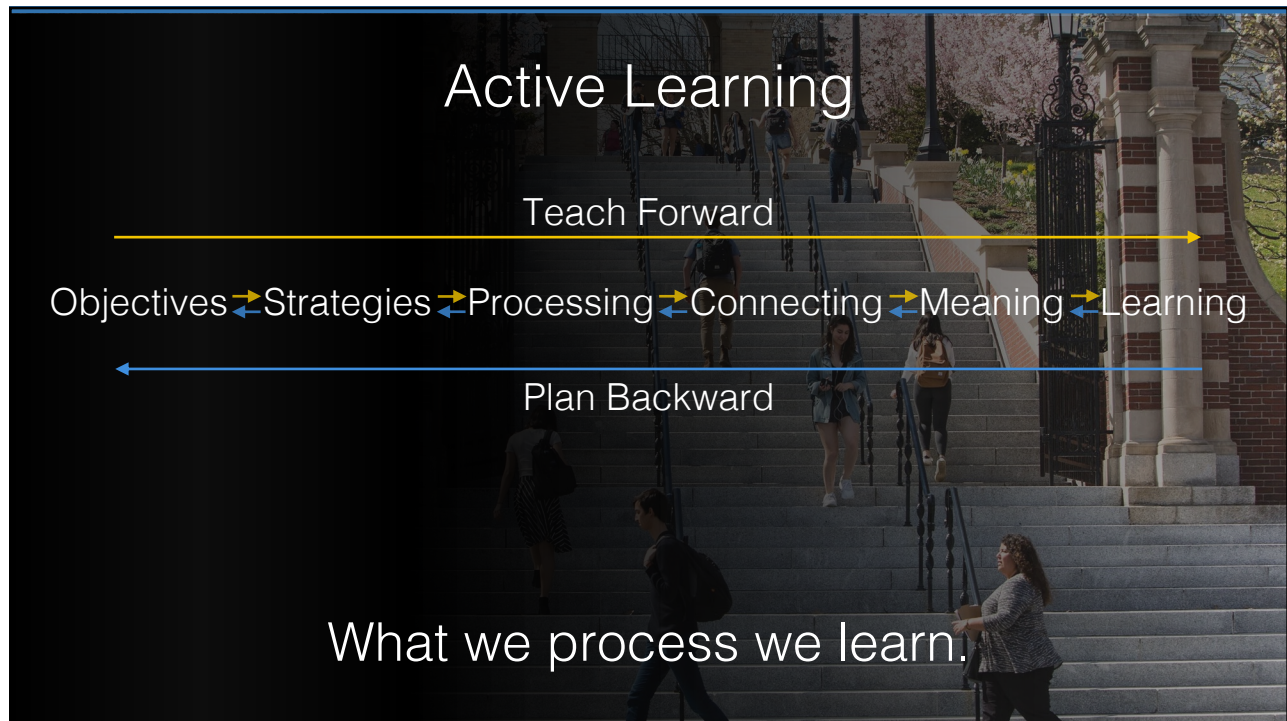 Active Learning
Teach Forward
Objectives Strategies Processing Connecting Meaning Learning
Plan Backward
What we process we learn.